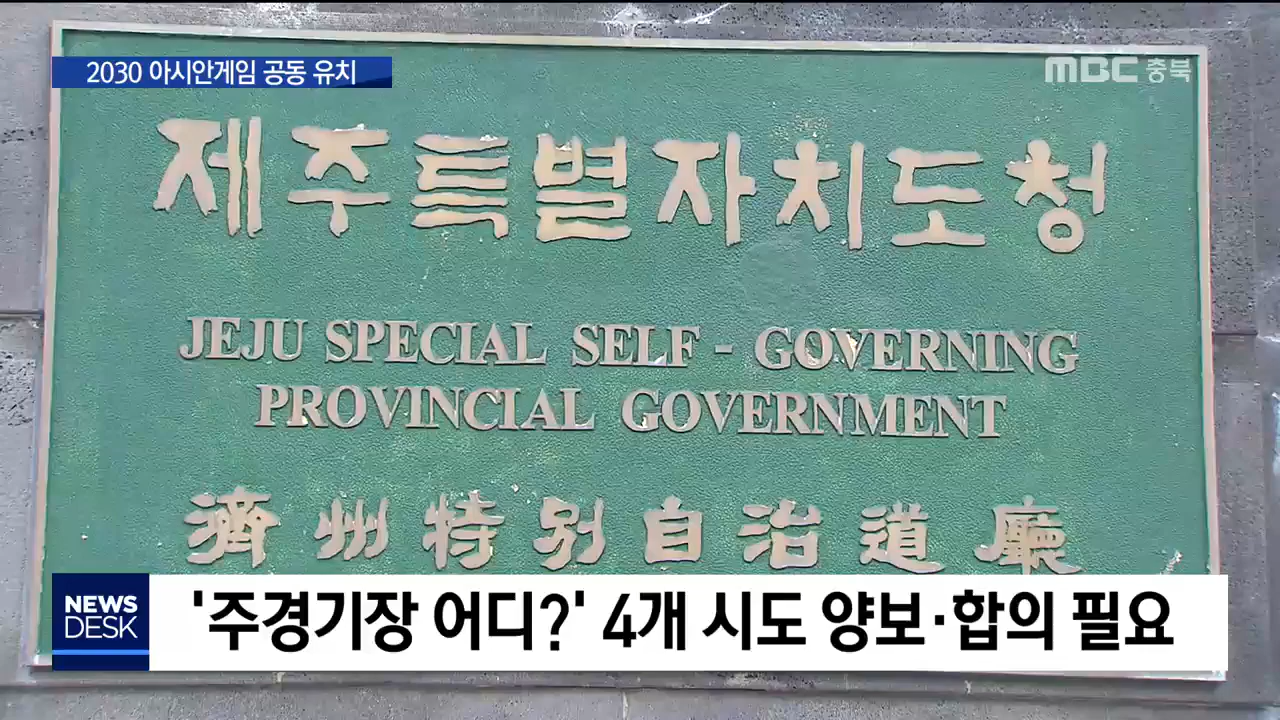 2030 아시안게임 공동 유치
MBC 충북
제주특별자치도청
JEJU SPECIAL SELF - GOVERNING
PROVINCIAL GOVERNMENT
濟州特別自治道廳
NEWS
DESK
'주경기장 어디?' 4개 시도 양보·합의 필요